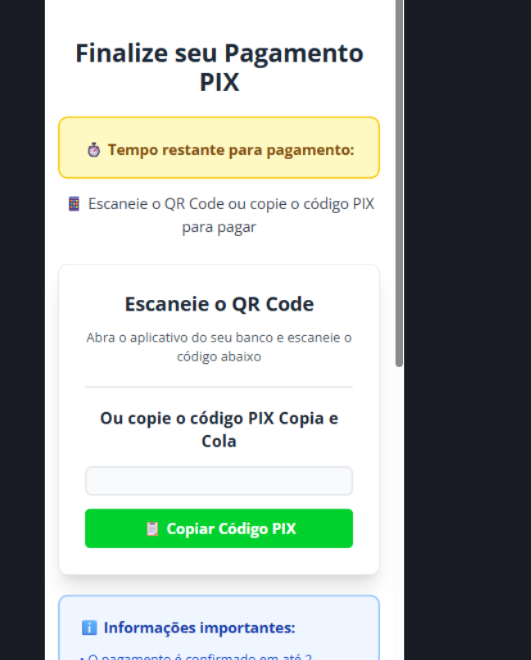 Finalize seu Pagamento
PIX
Tempo restante para pagamento:
Escaneie o QR Code ou copie o código PIX
para pagar
Escaneie o QR Code
Abra o aplicativo do seu banco e escaneie o
código abaixo
Ou copie o código PIX Copia e
Cola
Copiar Código PIX
Informações importantes:
• O pagamento é confirmado em até 2